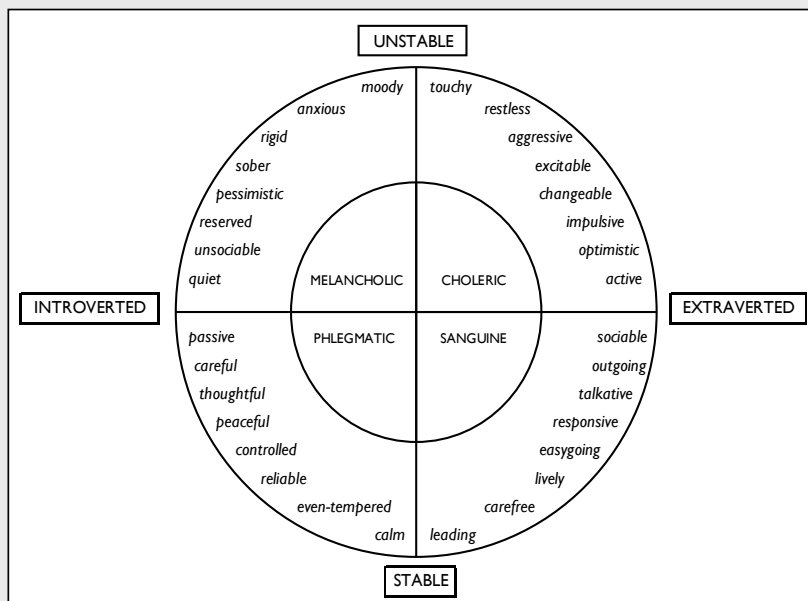 UNSTABLE
moody touchy
anxious restless
rigid aggressive
sober excitable
pessimistic changeable
reserved impulsive
unsociable optimistic
quiet MELANCHOLIC CHOLERIC active
INTROVERTED EXTRAVERTED
passive PHLEGMATIC SANGUINE sociable
careful outgoing
thoughtful talkative
peaceful responsive
controlled easygoing
reliable lively
even-tempered carefree
calm leading
STABLE